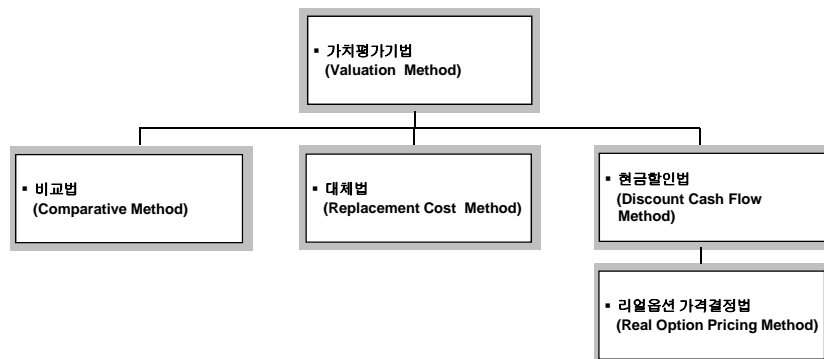 ▪ 가치평가기법
(Valuation Method)
▪ 비교법
(Comparative Method)
▪ 대체법
(Replacement Cost Method)
▪ 현금할인법
(Discount Cash Flow
Method)
▪ 리얼옵션 가격결정법
(Real Option Pricing Method)